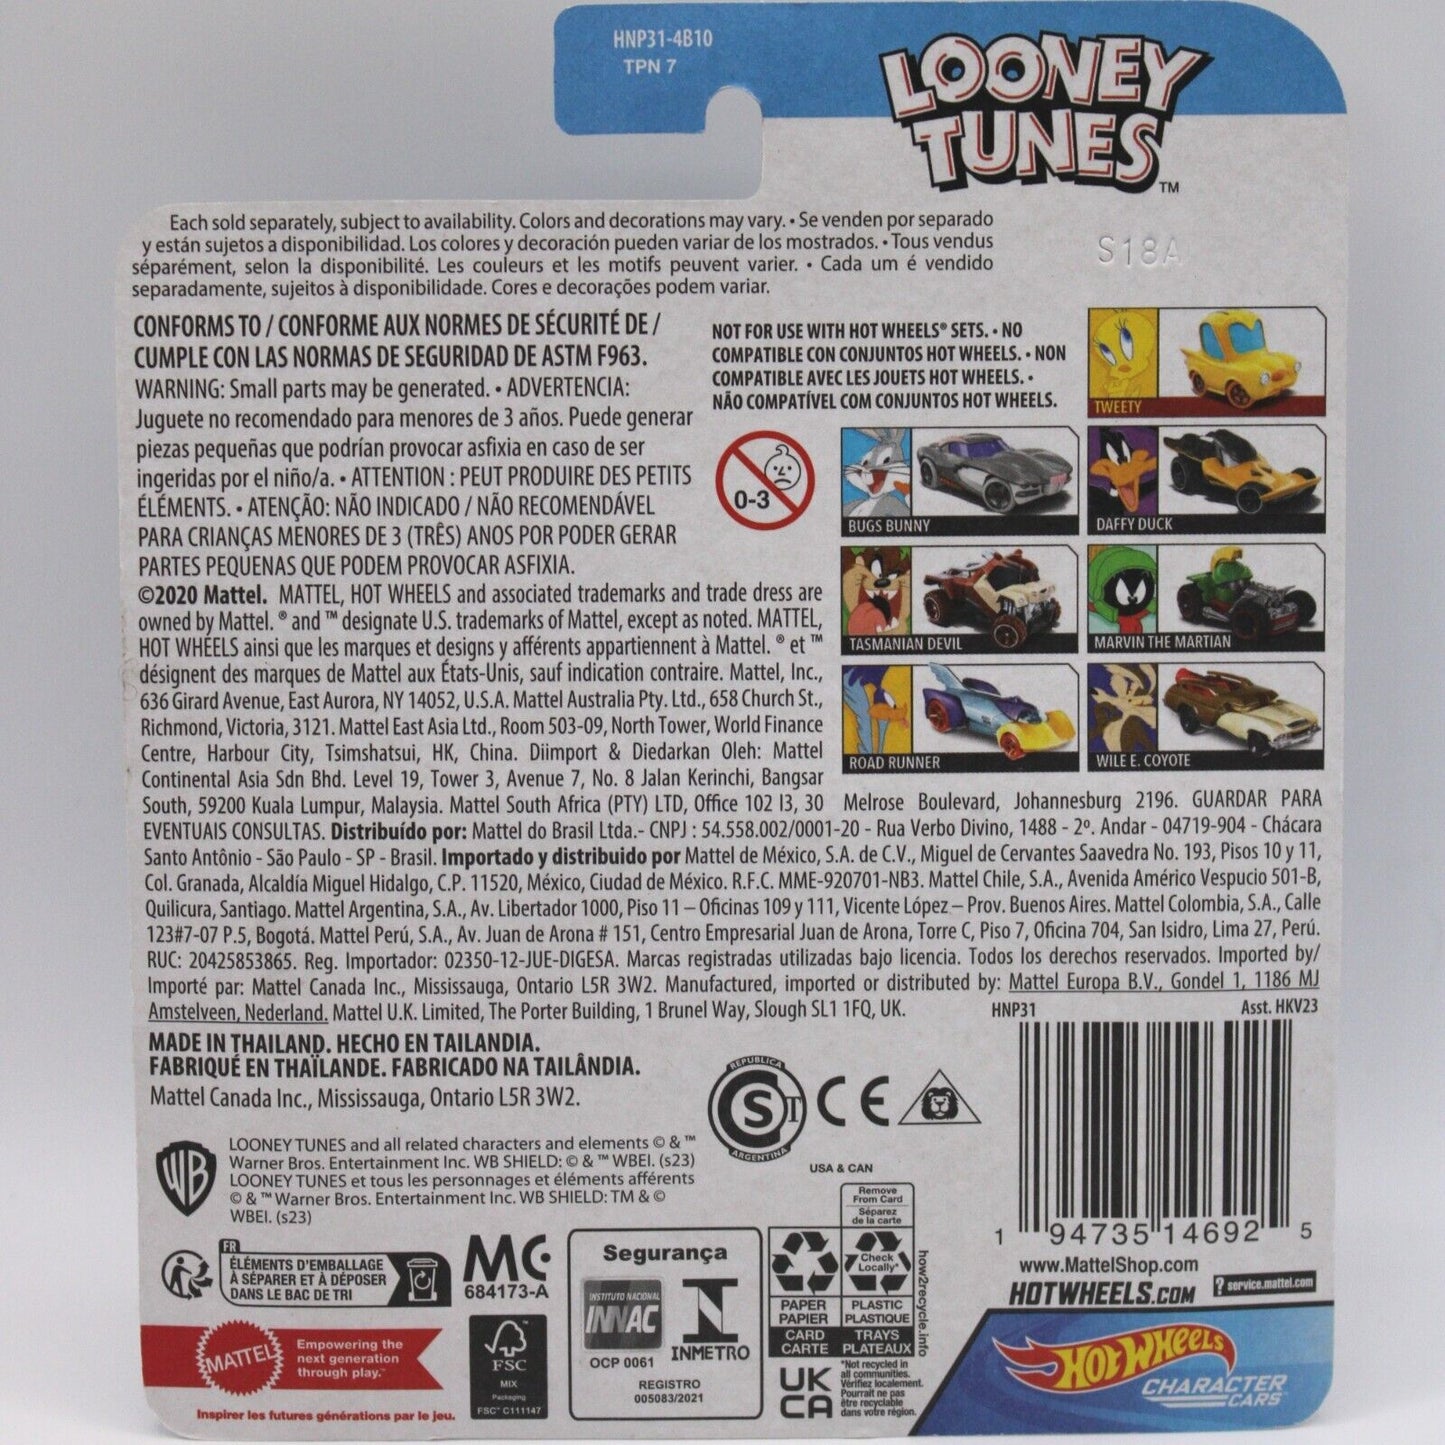 HNP31-4B10
TPN 7
LOONEY
TUNES™
Each sold separately, subject to availability. Colors and decorations may vary. • Se venden por separado
y están sujetos a disponibilidad. Los colores y decoración pueden variar de los mostrados. • Tous vendus
séparément, selon la disponibilité. Les couleurs et les motifs peuvent varier. • Cada um é vendido
separadamente, sujeitos à disponibilidade. Cores e decorações podem variar.
S18A
CONFORMS TO / CONFORME AUX NORMES DE SÉCURITÉ DE /
CUMPLE CON LAS NORMAS DE SEGURIDAD DE ASTM F963.
WARNING: Small parts may be generated. • ADVERTENCIA:
Juguete no recomendado para menores de 3 años. Puede generar
piezas pequeñas que podrían provocar asfixia en caso de ser
ingeridas por el niño/a. • ATTENTION : PEUT PRODUIRE DES PETITS
ÉLÉMENTS. • ATENÇÃO: NÃO INDICADO / NÃO RECOMENDÁVEL
PARA CRIANÇAS MENORES DE 3 (TRÊS) ANOS POR PODER GERAR
PARTES PEQUENAS QUE PODEM PROVOCAR ASFIXIA.
NOT FOR USE WITH HOT WHEELS® SETS. • NO
COMPATIBLE CON CONJUNTOS HOT WHEELS. • NON
COMPATIBLE AVEC LES JOUETS HOT WHEELS. •
NÃO COMPATÍVEL COM CONJUNTOS HOT WHEELS.
0-3
TWEETY
BUGS BUNNY
DAFFY DUCK
TASMANIAN DEVIL
MARVIN THE MARTIAN
ROAD RUNNER
WILE E. COYOTE
©2020 Mattel. MATTEL, HOT WHEELS and associated trademarks and trade dress are
owned by Mattel. ® and ™ designate U.S. trademarks of Mattel, except as noted. MATTEL,
HOT WHEELS ainsi que les marques et designs y afférents appartiennent à Mattel. ® et ™
désignent des marques de Mattel aux États-Unis, sauf indication contraire. Mattel, Inc.,
636 Girard Avenue, East Aurora, NY 14052, U.S.A. Mattel Australia Pty. Ltd., 658 Church St.,
Richmond, Victoria, 3121. Mattel East Asia Ltd., Room 503-09, North Tower, World Finance
Centre, Harbour City, Tsimshatsui, HK, China. Diimport & Diedarkan Oleh: Mattel
Continental Asia Sdn Bhd. Level 19, Tower 3, Avenue 7, No. 8 Jalan Kerinchi, Bangsar
South, 59200 Kuala Lumpur, Malaysia. Mattel South Africa (PTY) LTD, Office 102 I3, 30 Melrose Boulevard, Johannesburg 2196. GUARDAR PARA
EVENTUAIS CONSULTAS. Distribuído por: Mattel do Brasil Ltda.- CNPJ : 54.558.002/0001-20 - Rua Verbo Divino, 1488 - 2º. Andar - 04719-904 - Chácara
Santo Antônio - São Paulo - SP - Brasil. Importado y distribuido por Mattel de México, S.A. de C.V., Miguel de Cervantes Saavedra No. 193, Pisos 10 y 11,
Col. Granada, Alcaldía Miguel Hidalgo, C.P. 11520, México, Ciudad de México. R.F.C. MME-920701-NB3. Mattel Chile, S.A., Avenida Américo Vespucio 501-B,
Quilicura, Santiago. Mattel Argentina, S.A., Av. Libertador 1000, Piso 11 – Oficinas 109 y 111, Vicente López – Prov. Buenos Aires. Mattel Colombia, S.A., Calle
123#7-07 P.5, Bogotá. Mattel Perú, S.A., Av. Juan de Arona # 151, Centro Empresarial Juan de Arona, Torre C, Piso 7, Oficina 704, San Isidro, Lima 27, Perú.
RUC: 20425853865. Reg. Importador: 02350-12-JUE-DIGESA. Marcas registradas utilizadas bajo licencia. Todos los derechos reservados. Imported by/
Importé par: Mattel Canada Inc., Mississauga, Ontario L5R 3W2. Manufactured, imported or distributed by: Mattel Europa B.V., Gondel 1, 1186 MJ
Amstelveen, Nederland. Mattel U.K. Limited, The Porter Building, 1 Brunel Way, Slough SL1 1FQ, UK.
HNP31
Asst. HKV23
MADE IN THAILAND. HECHO EN TAILANDIA.
FABRIQUÉ EN THAÏLANDE. FABRICADO NA TAILÂNDIA.
Mattel Canada Inc., Mississauga, Ontario L5R 3W2.
REPUBLICA
S T
ARGENTINA
CE
WB
LOONEY TUNES and all related characters and elements © & ™
Warner Bros. Entertainment Inc. WB SHIELD: © & ™ WBEI. (s23)
LOONEY TUNES et tous les personnages et éléments afférents
© & ™ Warner Bros. Entertainment Inc. WB SHIELD: TM & ©
WBEI. (s23)
FR
ÉLÉMENTS D'EMBALLAGE
À SÉPARER ET À DÉPOSER
DANS LE BAC DE TRI
MC
684173-A
Segurança
INSTITUTO NACIONAL
INNAC
OCP 0061
INMETRO
REGISTRO
005083/2021
USA & CAN
Remove
From Card
Séparez
de la carte
Check
Locally*
PAPER
PAPIER
CARD
CARTE
PLASTIC
PLASTIQUE
TRAYS
PLATEAUX
*Not recycled in
all communities.
Vérifiez localement.
Pourrait ne pas
être recyclable
dans votre région.
how2recycle.info
UK
CA
1 94735 14692 5
www.MattelShop.com
HOTWHEELS.COM
? service.mattel.com
MATTEL
Empowering the
next generation
through play.™
Inspirer les futures générations par le jeu.
FSC
MIX
Packaging
FSC™ C111147
HOT WHEELS
CHARACTER
CARS